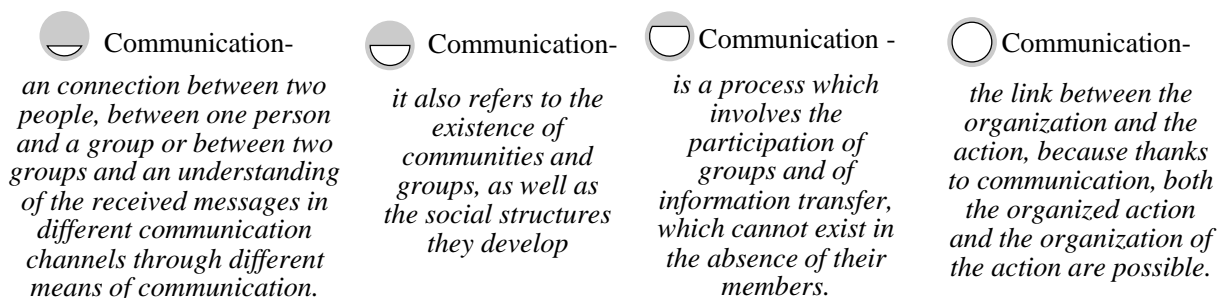 Communication-
an connection between two
people, between one person
and a group or between two
groups and an understanding
of the received messages in
different communication
channels through different
means of communication.
Communication-
it also refers to the
existence of
communities and
groups, as well as
the social structures
they develop
Communication -
is a process which
involves the
participation of
groups and of
information transfer,
which cannot exist in
the absence of their
members.
Communication-
the link between the
organization and the
action, because thanks
to communication, both
the organized action
and the organization of
the action are possible.